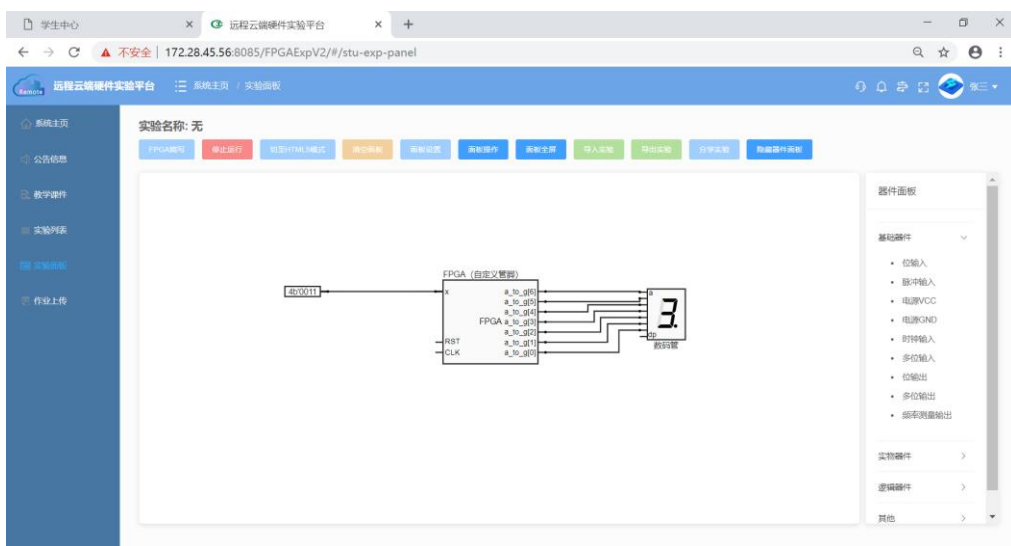 学生中心
远程云端硬件实验平台
不安全 | 172.28.45.56:8085/FPGAExpV2/#/stu-exp-panel
Remote
远程云端硬件实验平台
系统主页 / 实验面板
张三
系统主页
公告信息
教学课件
实验列表
实验面板
作业上传
实验名称: 无
FPGA编写
停止运行
切至HTML5模式
清空面板
面板设置
面板操作
面板全屏
导入实验
导出实验
分享实验
隐藏器件面板
4b'0011
FPGA（自定义管脚）
x
FPGA
RST
CLK
a_to_g[6]
a_to_g[5]
a_to_g[4]
a_to_g[3]
a_to_g[2]
a_to_g[1]
a_to_g[0]
a
3.
dp
数码管
器件面板
基础器件
• 位输入
• 脉冲输入
• 电源VCC
• 电源GND
• 时钟输入
• 多位输入
• 位输出
• 多位输出
• 频率测量输出
实物器件
逻辑器件
其他